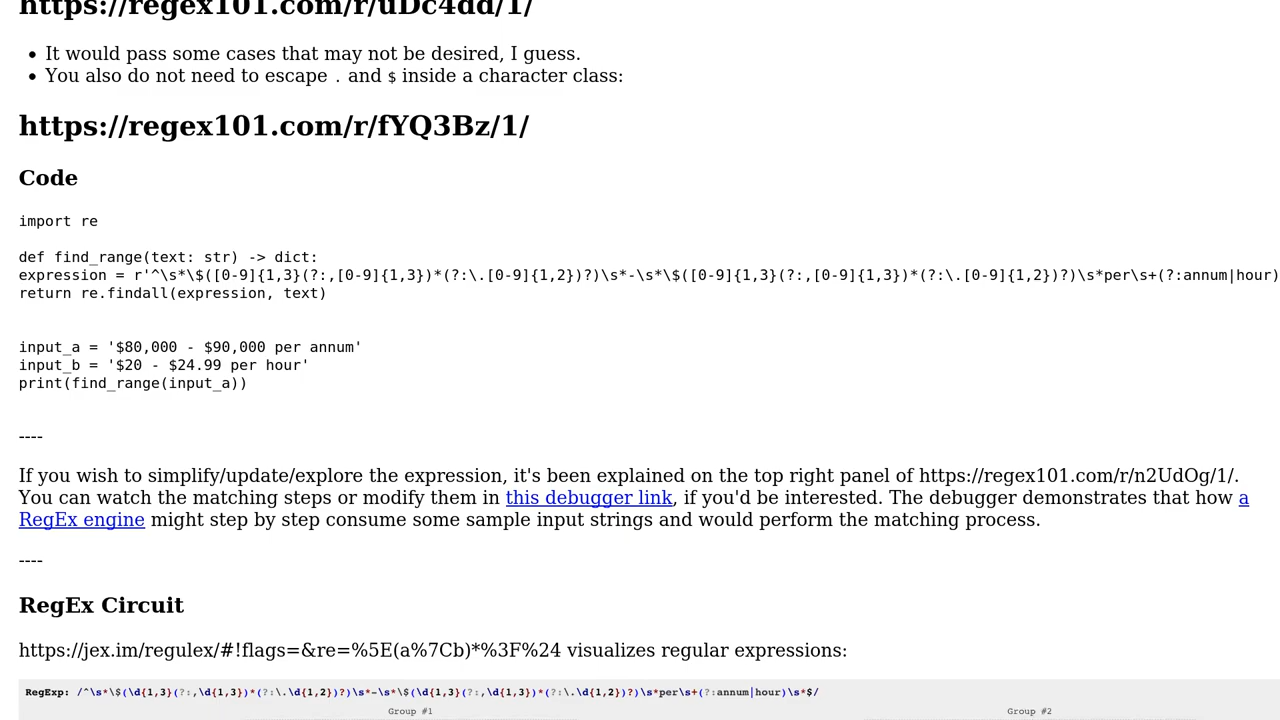 https://regex101.com/r/uDc4dd/1/
• It would pass some cases that may not be desired, I guess.
• You also do not need to escape . and $ inside a character class:
https://regex101.com/r/fYQ3Bz/1/
Code
import re
def find_range(text: str) -> dict:
expression = r'^\s*\$([0-9]{1,3}(?:,[0-9]{1,3})*(?:\.[0-9]{1,2})?)\s*-\s*\$([0-9]{1,3}(?:,[0-9]{1,3})*(?:\.[0-9]{1,2})?)\s*per\s+(?:annum|hour)
return re.findall(expression, text)
input_a = '$80,000 - $90,000 per annum'
input_b = '$20 - $24.99 per hour'
print(find_range(input_a))
----
If you wish to simplify/update/explore the expression, it's been explained on the top right panel of https://regex101.com/r/n2UdOg/1/.
You can watch the matching steps or modify them in this debugger link, if you'd be interested. The debugger demonstrates that how a
RegEx engine might step by step consume some sample input strings and would perform the matching process.
----
RegEx Circuit
https://jex.im/regulex/#!flags=&re=%5E(a%7Cb)*%3F%24 visualizes regular expressions:
RegExp: /^\s*\$(\d{1,3}(?:,\d{1,3})*(?:\.\d{1,2})?)\s*-\s*\$(\d{1,3}(?:,\d{1,3})*(?:\.\d{1,2})?)\s*per\s+(?:annum|hour)\s*$/
Group #1 Group #2